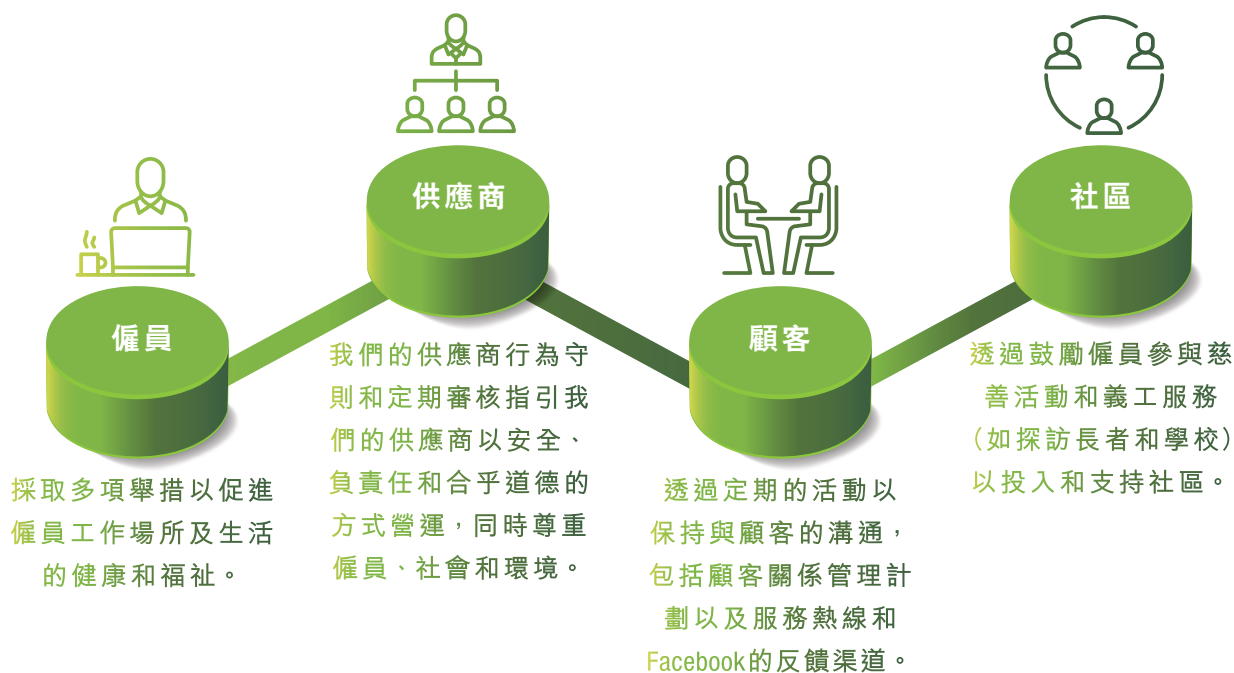 僱員
採取多項舉措以促進
僱員工作場所及生活
的健康和福祉。
供應商
我們的供應商行為守
則和定期審核指引我
們的供應商以安全、
負責任和合乎道德的
方式營運，同時尊重
僱員、社會和環境。
顧客
透過定期的活動以
保持與顧客的溝通，
包括顧客關係管理計
劃以及服務熱線和
Facebook的反饋渠道。
社區
透過鼓勵僱員參與慈
善活動和義工服務
（如探訪長者和學校）
以投入和支持社區。